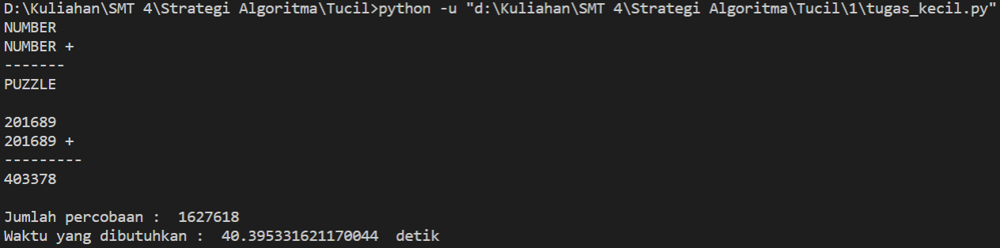 D:\Kuliahan\SMT 4\Strategi Algoritma\Tucil>python -u "d:\Kuliahan\SMT 4\Strategi Algoritma\Tucil\1\tugas_kecil.py"
NUMBER
NUMBER +
-------
PUZZLE
201689
201689 +
---------
403378
Jumlah percobaan :  1627618
Waktu yang dibutuhkan :  40.395331621170044  detik